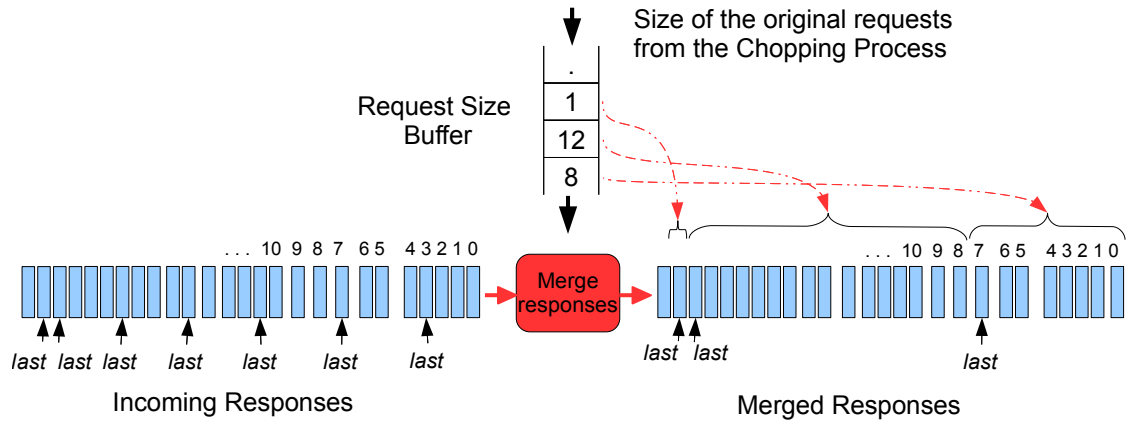 Size of the original requests
from the Chopping Process
.
Request Size
Buffer
1
12
8
. . . 10 9 8 7 6 5 4 3 2 1 0
. . . 10 9 8 7 6 5 4 3 2 1 0
Merge
responses
last last last last last last last
last last last
Incoming Responses
Merged Responses